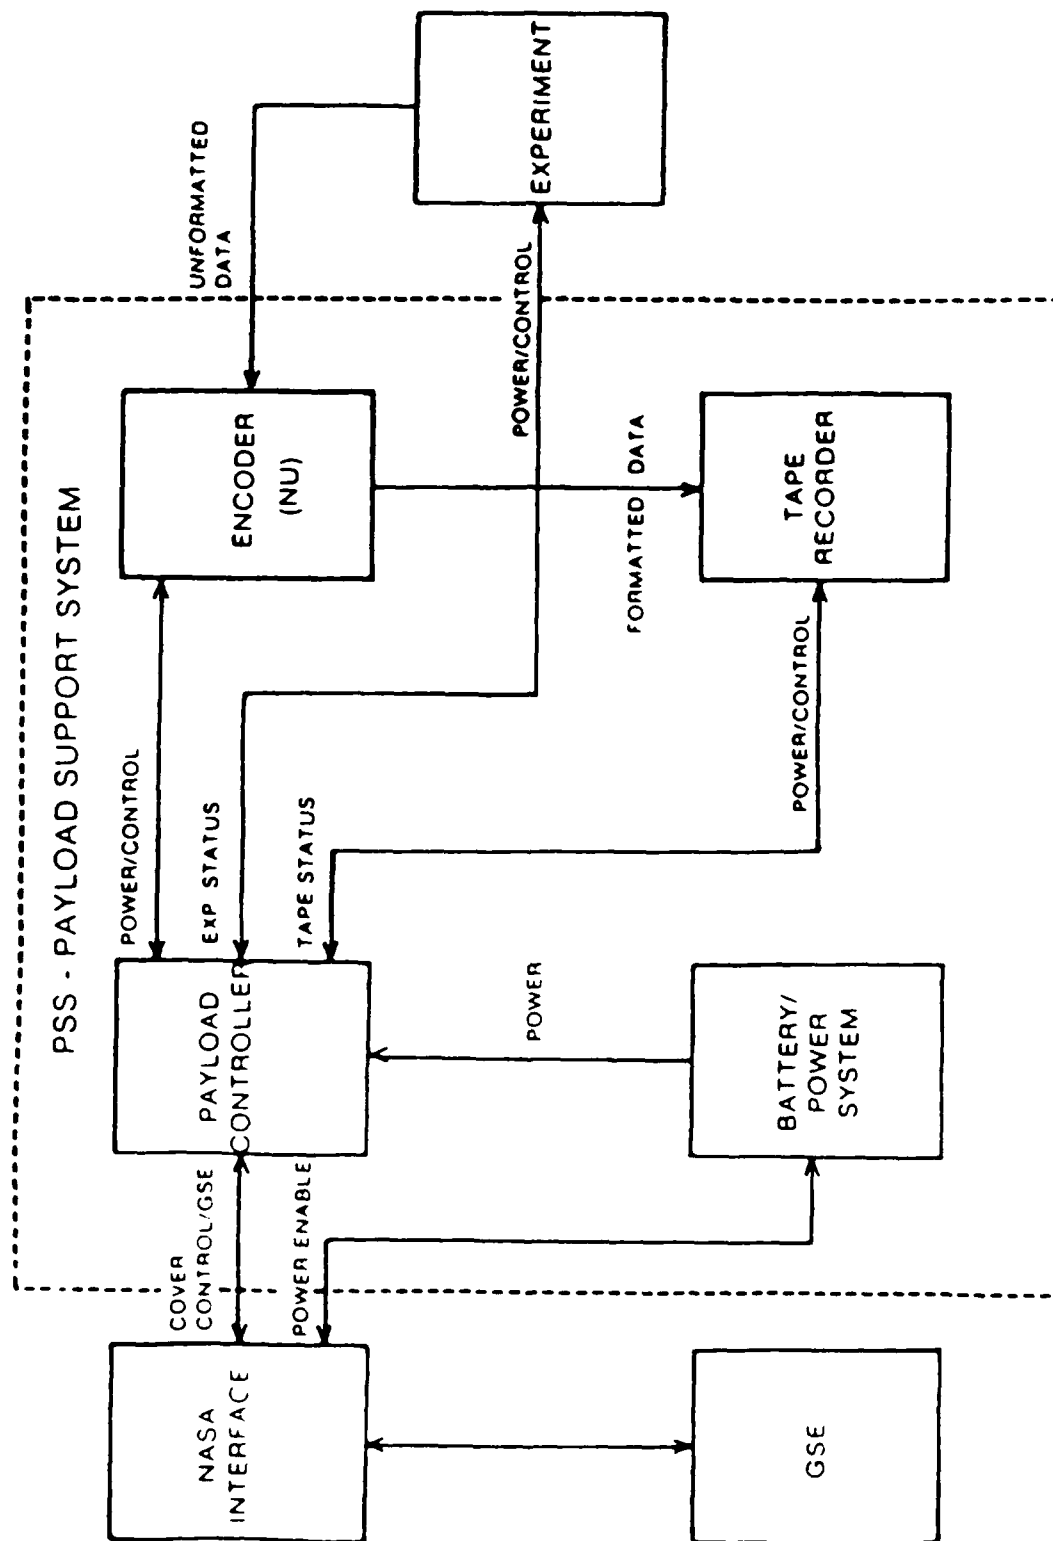 PSS - PAYLOAD SUPPORT SYSTEM
NASA
INTERFACE
COVER
CONTROL/GSE
POWER ENABLE
PAYLOAD
CONTROLLER
POWER/CONTROL
EXP STATUS
TAPE STATUS
ENCODER
(NU)
UNFORMATTED
DATA
EXPERIMENT
POWER/CONTROL
FORMATTED DATA
POWER
POWER/CONTROL
GSE
BATTERY/
POWER
SYSTEM
TAPE
RECORDER